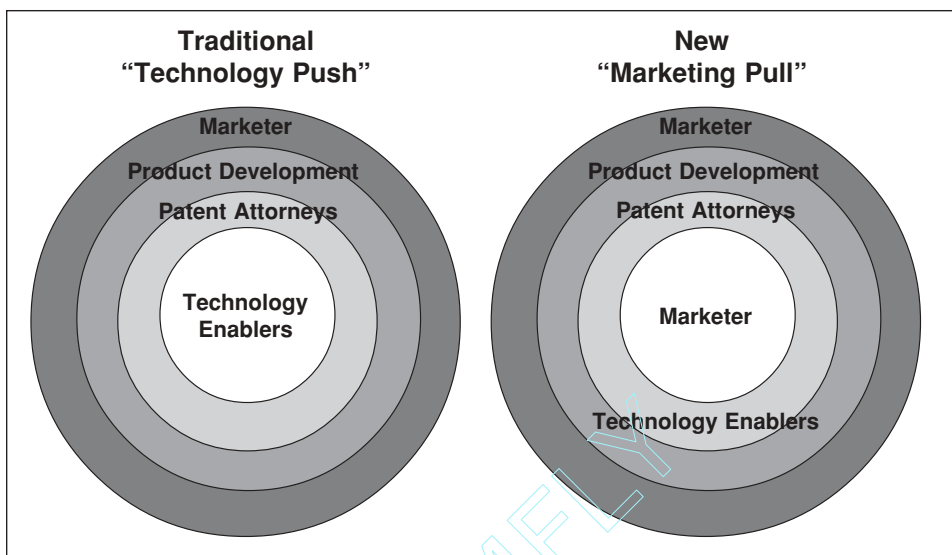 Traditional
“Technology Push”
Marketer
Product Development
Patent Attorneys
Technology
Enablers
New
“Marketing Pull”
Marketer
Product Development
Patent Attorneys
Marketer
Technology Enablers